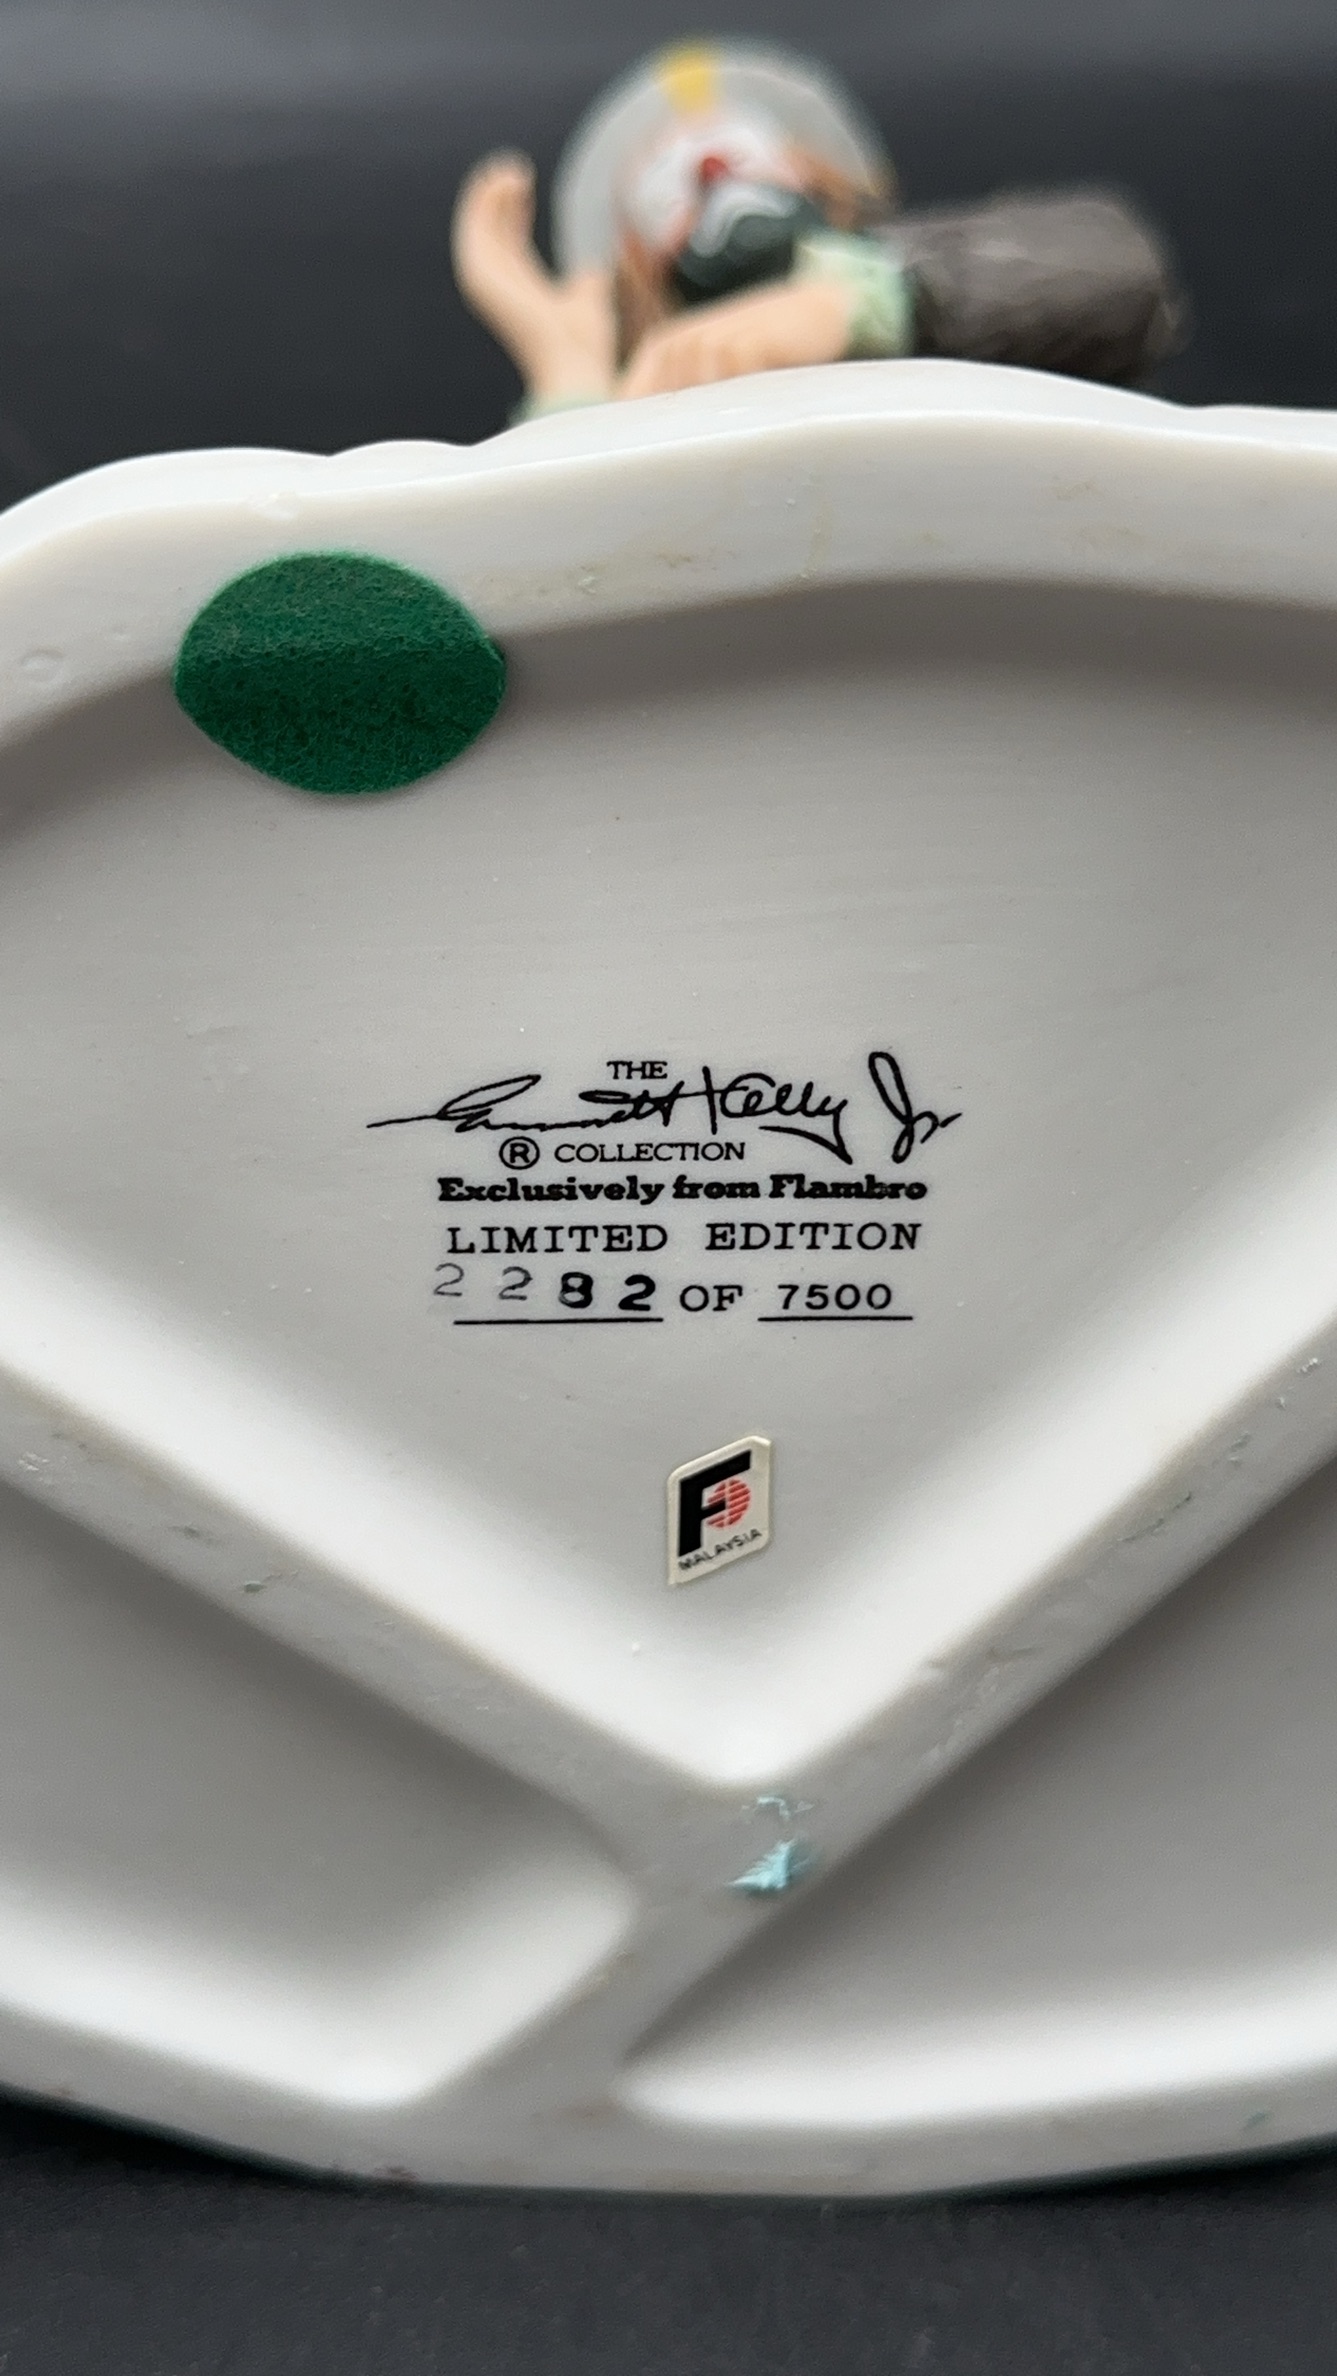 THE
Emmett Kelly Jr.
® COLLECTION
Exclusively from Flambro
LIMITED EDITION
2282 OF 7500
F
MALAYSIA